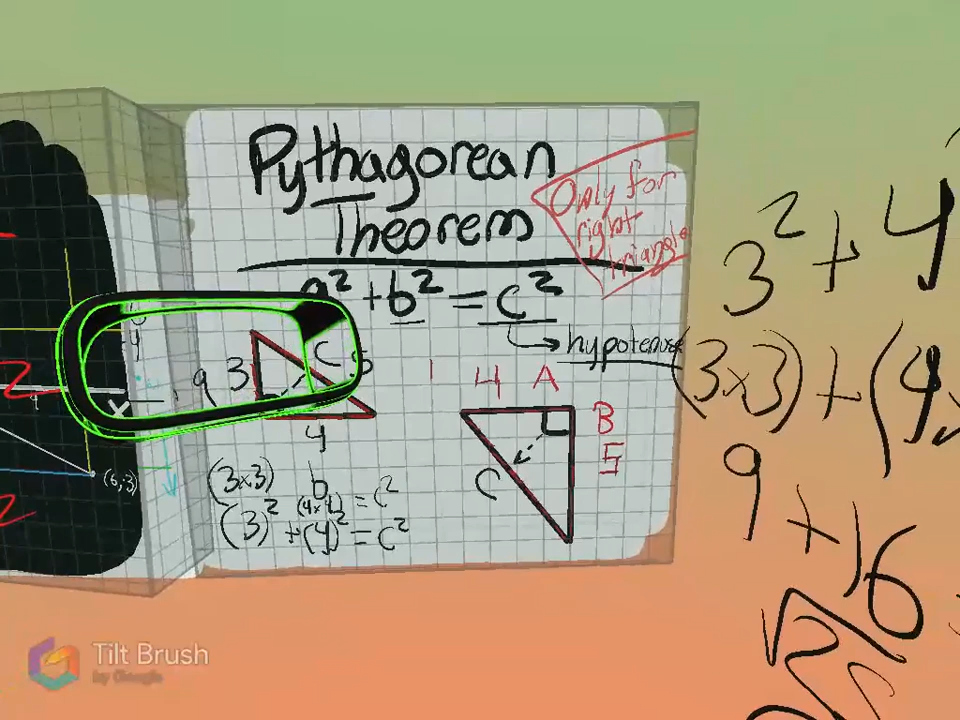 Pythagorean
Theorem
Only for
right
triangle
a² + b² = c²
hypotenuse
3
C 5
9
4
4 A
B
5
C
(3x3) b
(4x4) = c²
(3)² + (4)² = c²
(6,-3)
3² + 4
(3x3) + (4
9 + 16
Tilt Brush
by Google